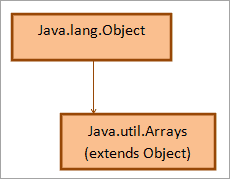 Java.lang.Object
Java.util.Arrays
(extends Object)